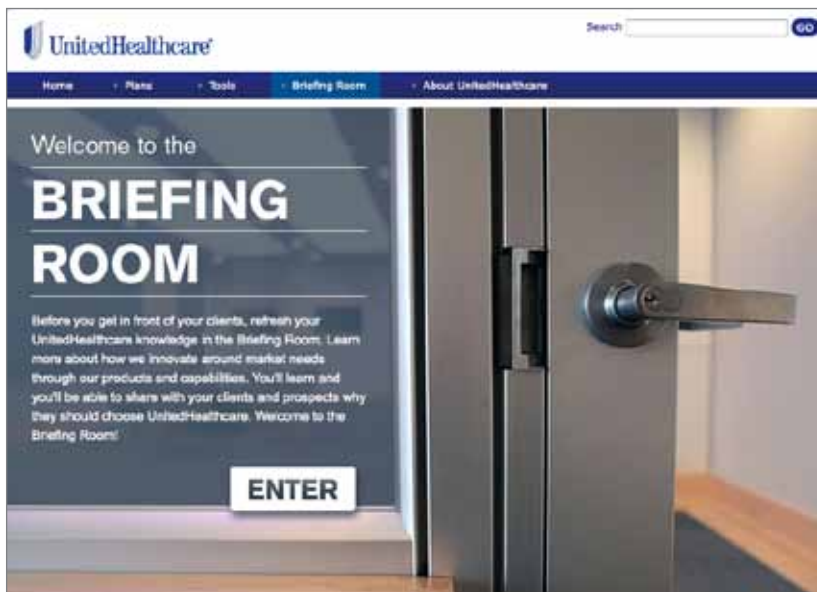 UnitedHealthcare®
Search
GO
Home
Plans
Tools
Briefing Room
About UnitedHealthcare
Welcome to the
BRIEFING
ROOM
Before you get in front of your clients, refresh your
UnitedHealthcare knowledge in the Briefing Room. Learn
more about how we innovate around market needs
through our products and capabilities. You'll learn and
you'll be able to share with your clients and prospects why
they should choose UnitedHealthcare. Welcome to the
Briefing Room!
ENTER